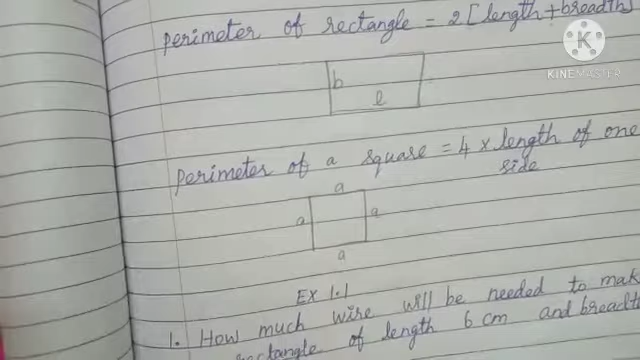 perimeter of rectangle = 2 [length + breadth]
K
KINEMASTER
b
l
perimeter of a square = 4 × length of one
side
a
a a
a
EX 1.1
1. How much wire will be needed to mak
rectangle of length 6 cm and breadth